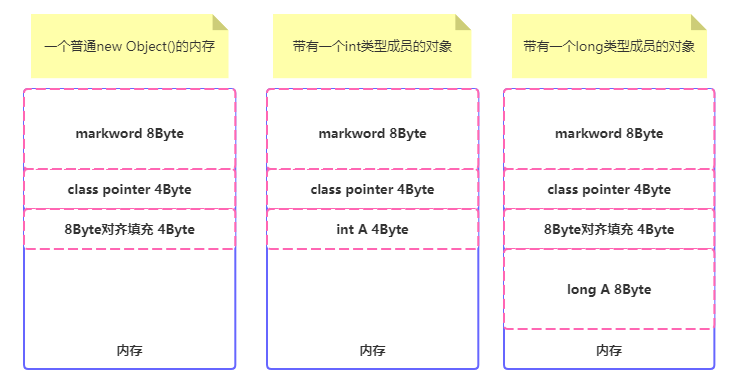 一个普通new Object()的内存
markword 8Byte
class pointer 4Byte
8Byte对齐填充 4Byte
内存
带有一个int类型成员的对象
markword 8Byte
class pointer 4Byte
int A 4Byte
内存
带有一个long类型成员的对象
markword 8Byte
class pointer 4Byte
8Byte对齐填充 4Byte
long A 8Byte
内存